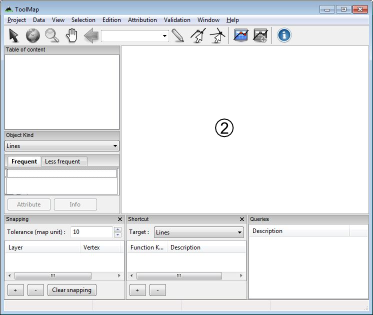 ToolMap
Project Data View Selection Edition Attribution Validation Window Help
Table of content
②
Object Kind
Lines
Frequent Less frequent
Attribute Info
Snapping Shortcut Queries
Tolerance (map unit) : 10 Target : Lines Description
Layer Vertex Function K... Description
+ - Clear snapping + -